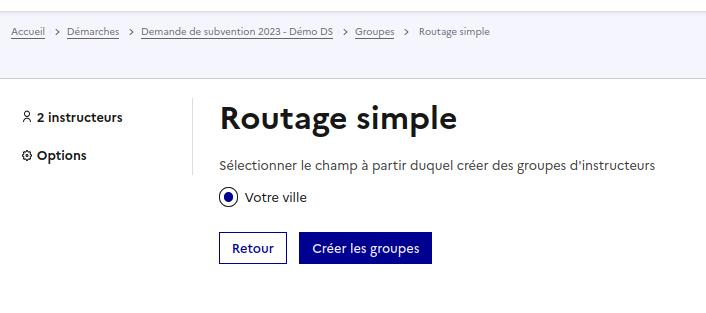 Accueil > Démarches > Demande de subvention 2023 - Démo DS > Groupes > Routage simple
2 instructeurs
Options
Routage simple
Sélectionner le champ à partir duquel créer des groupes d'instructeurs
Votre ville
Retour Créer les groupes